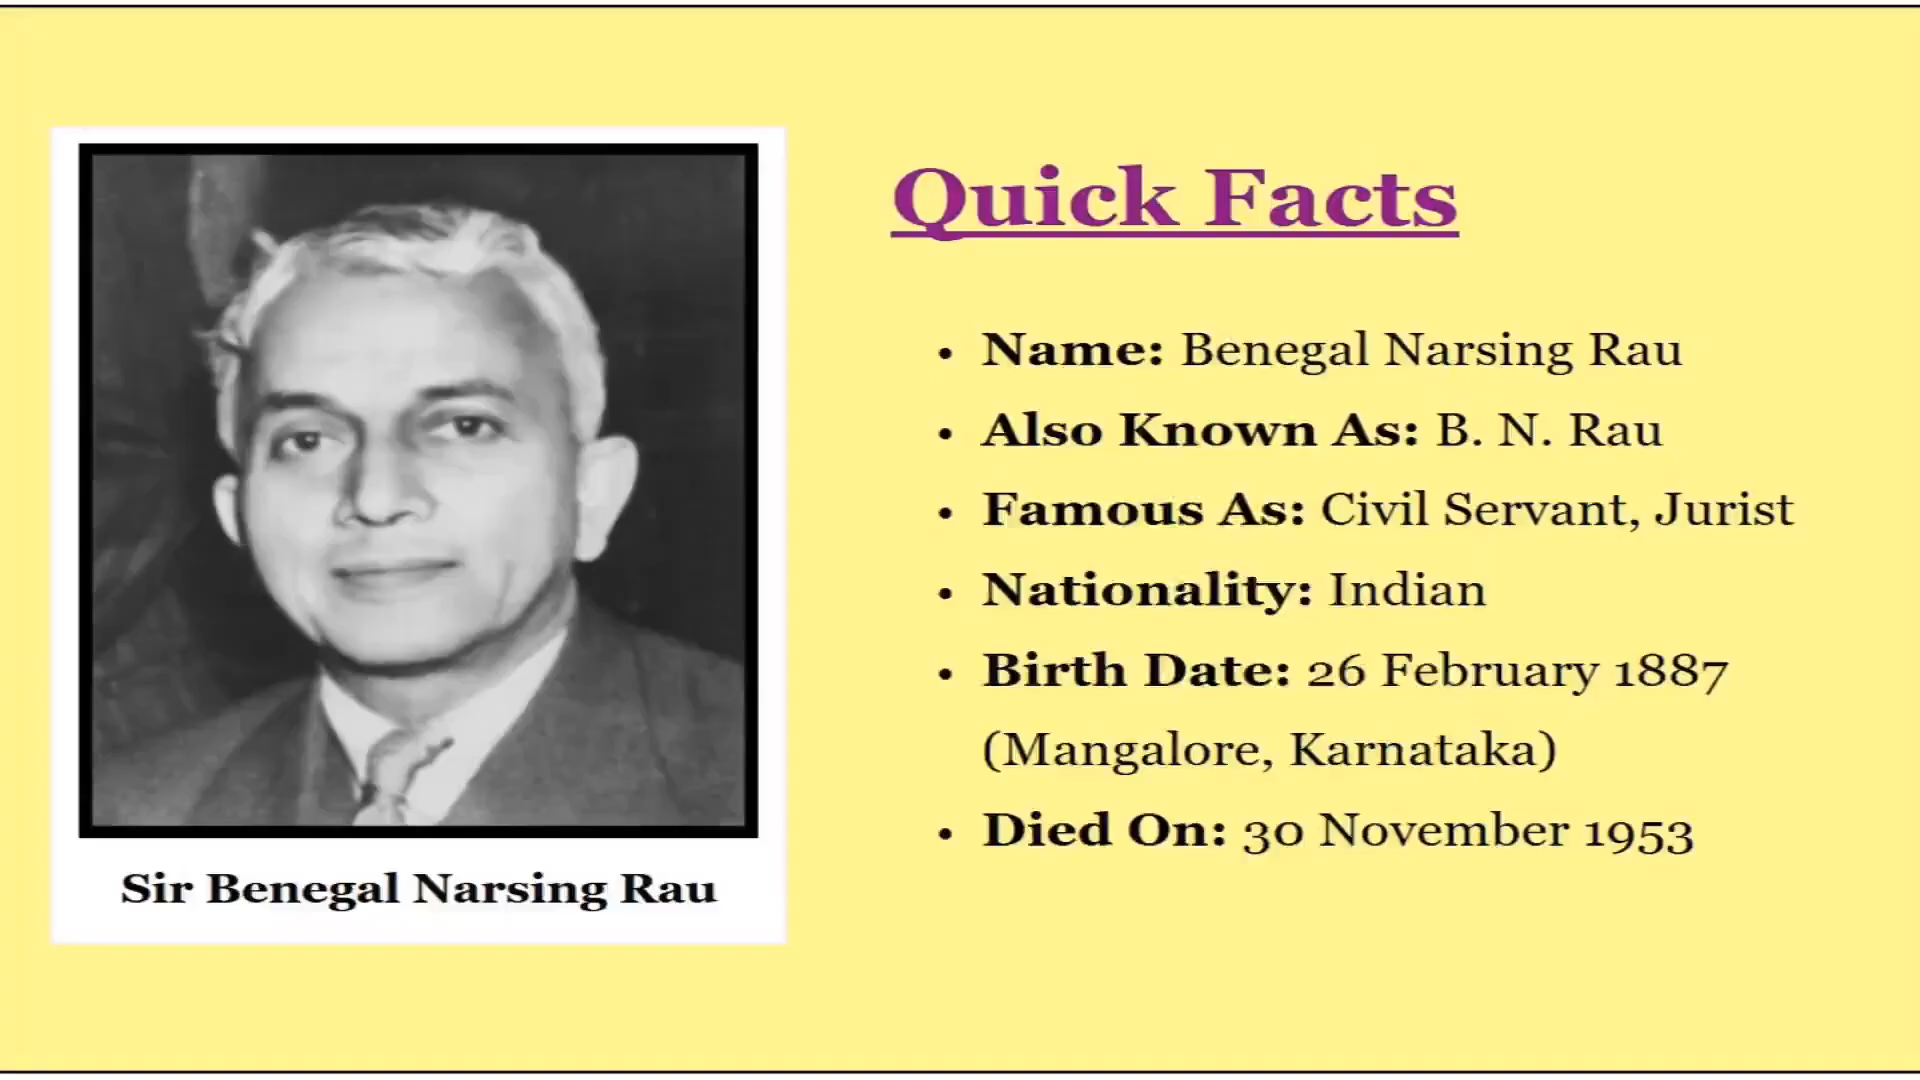 Quick Facts
• Name: Benegal Narsing Rau
• Also Known As: B. N. Rau
• Famous As: Civil Servant, Jurist
• Nationality: Indian
• Birth Date: 26 February 1887
(Mangalore, Karnataka)
• Died On: 30 November 1953
Sir Benegal Narsing Rau